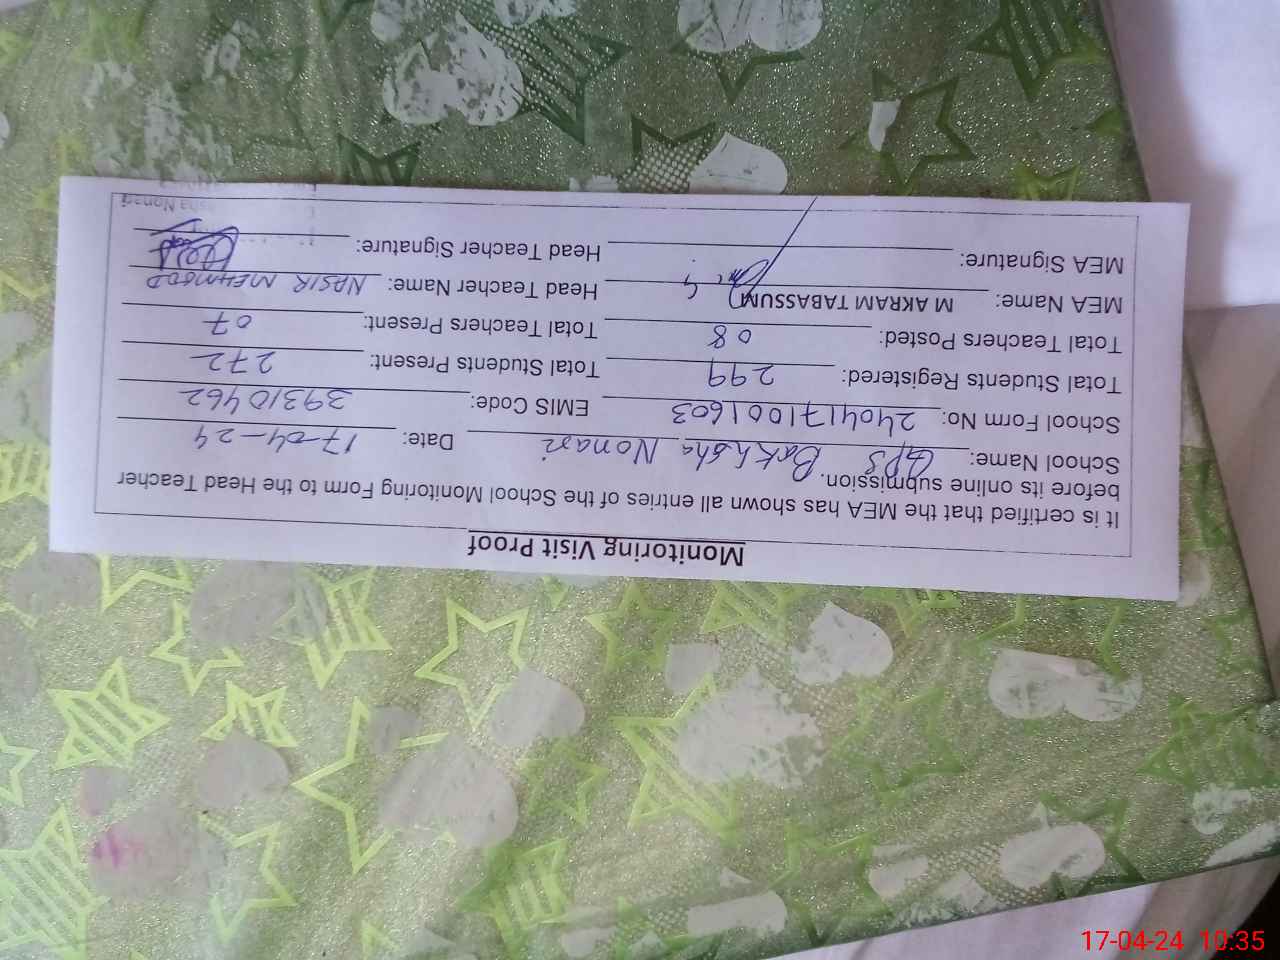 Monitoring Visit Proof
It is certified that the MEA has shown all entries of the School Monitoring Form to the Head Teacher
before its online submission.
School Name: GPS Bakhsha Nonari Date: 17-04-24
School Form No: 2404171001603 EMIS Code: 39310462
Total Students Registered: 299 Total Students Present: 272
Total Teachers Posted: 08 Total Teachers Present: 07
MEA Name: M AKRAM TABASSUM Head Teacher Name: NASIR MEHMOOD
MEA Signature: Head Teacher Signature:
asha Nonari
17-04-24 10:35